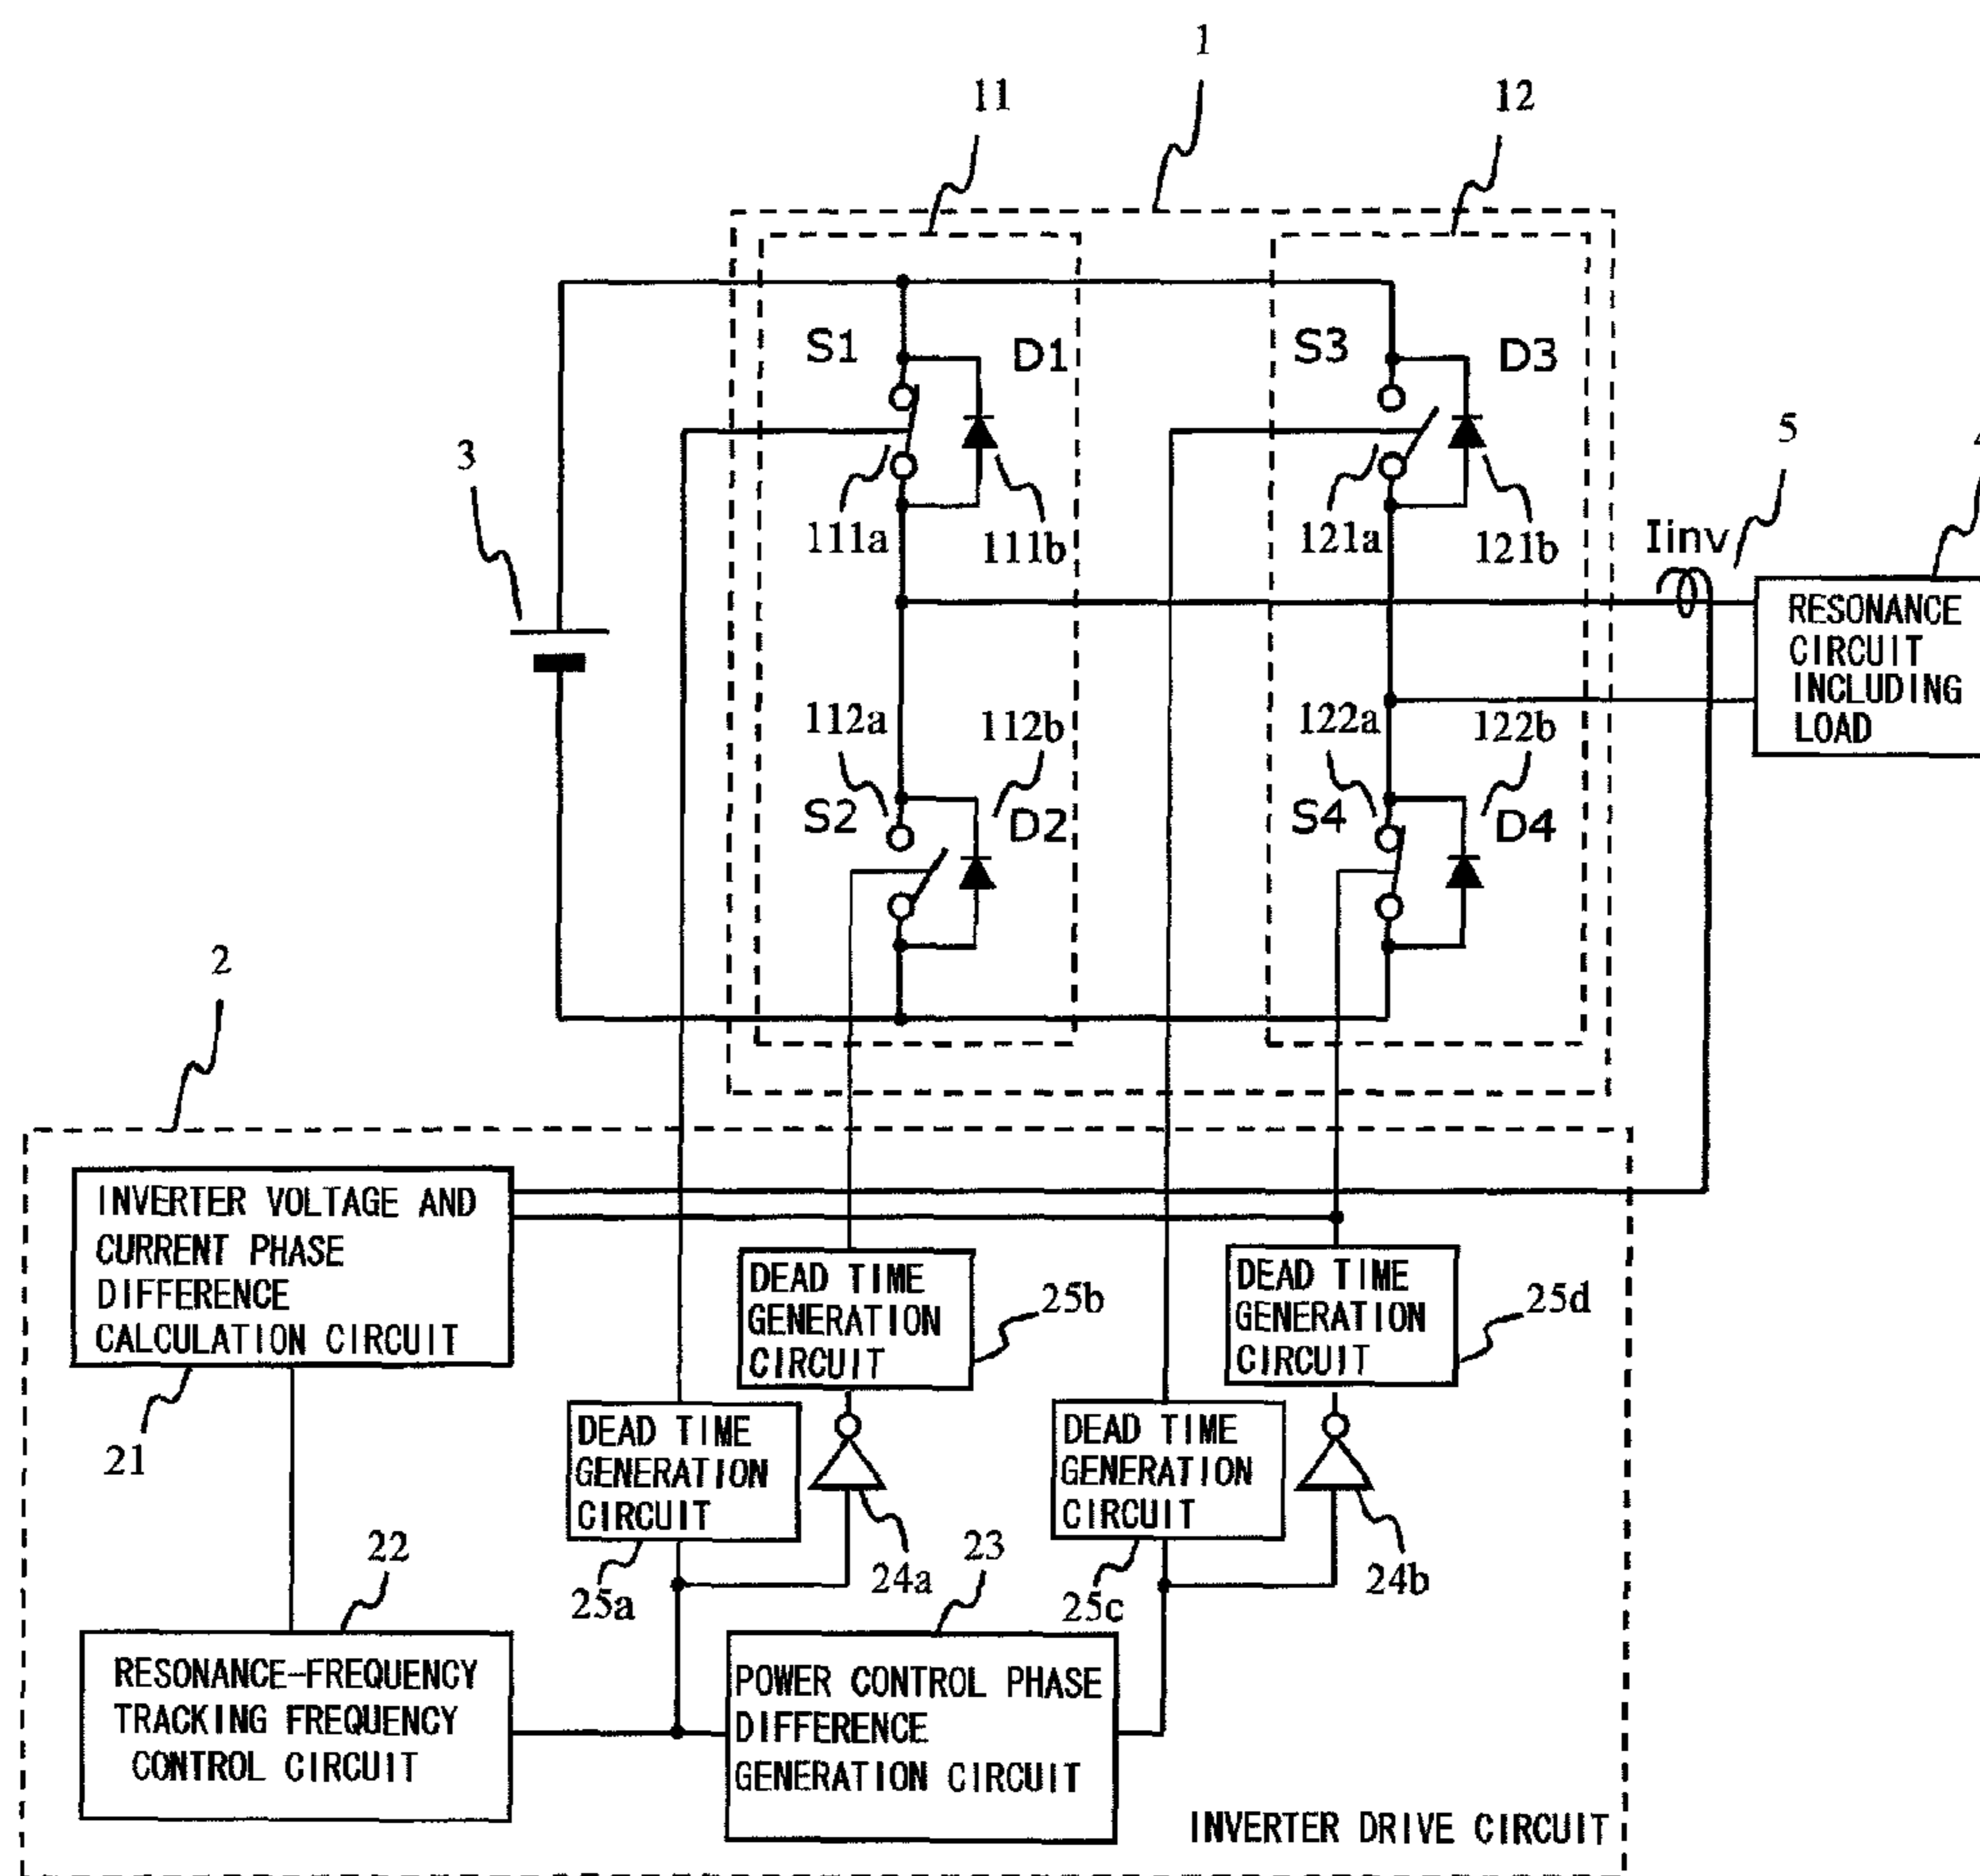 1
11
12
S1
D1
S3
D3
3
5
4
111a
111b
121a
121b
Iinv
RESONANCE
CIRCUIT
INCLUDING
LOAD
112a
112b
122a
122b
S2
D2
S4
D4
2
INVERTER VOLTAGE AND
CURRENT PHASE
DIFFERENCE
CALCULATION CIRCUIT
21
DEAD TIME
GENERATION
CIRCUIT
25b
DEAD TIME
GENERATION
CIRCUIT
25d
DEAD TIME
GENERATION
CIRCUIT
25a
24a
DEAD TIME
GENERATION
CIRCUIT
25c
24b
22
23
RESONANCE-FREQUENCY
TRACKING FREQUENCY
CONTROL CIRCUIT
POWER CONTROL PHASE
DIFFERENCE
GENERATION CIRCUIT
INVERTER DRIVE CIRCUIT